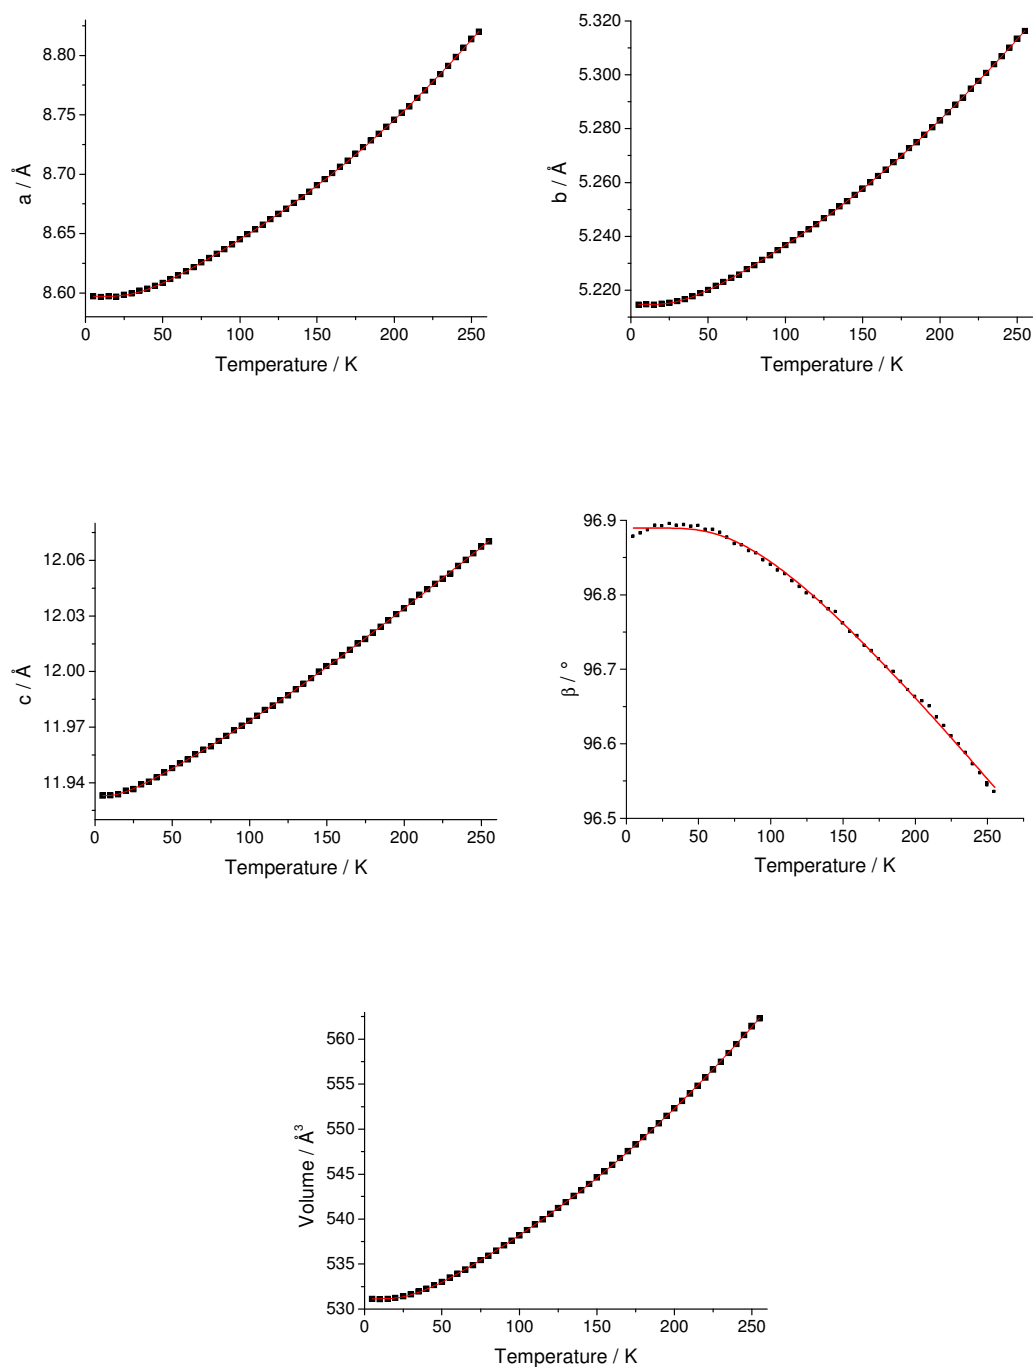 8.80
8.75
8.70
8.65
8.60
a / Å
0 50 100 150 200 250
Temperature / K
5.320
5.300
5.280
5.260
5.240
5.220
b / Å
0 50 100 150 200 250
Temperature / K
12.06
12.03
12.00
11.97
11.94
c / Å
0 50 100 150 200 250
Temperature / K
96.9
96.8
96.7
96.6
96.5
β / °
0 50 100 150 200 250
Temperature / K
560
555
550
545
540
535
530
Volume / Å³
0 50 100 150 200 250
Temperature / K